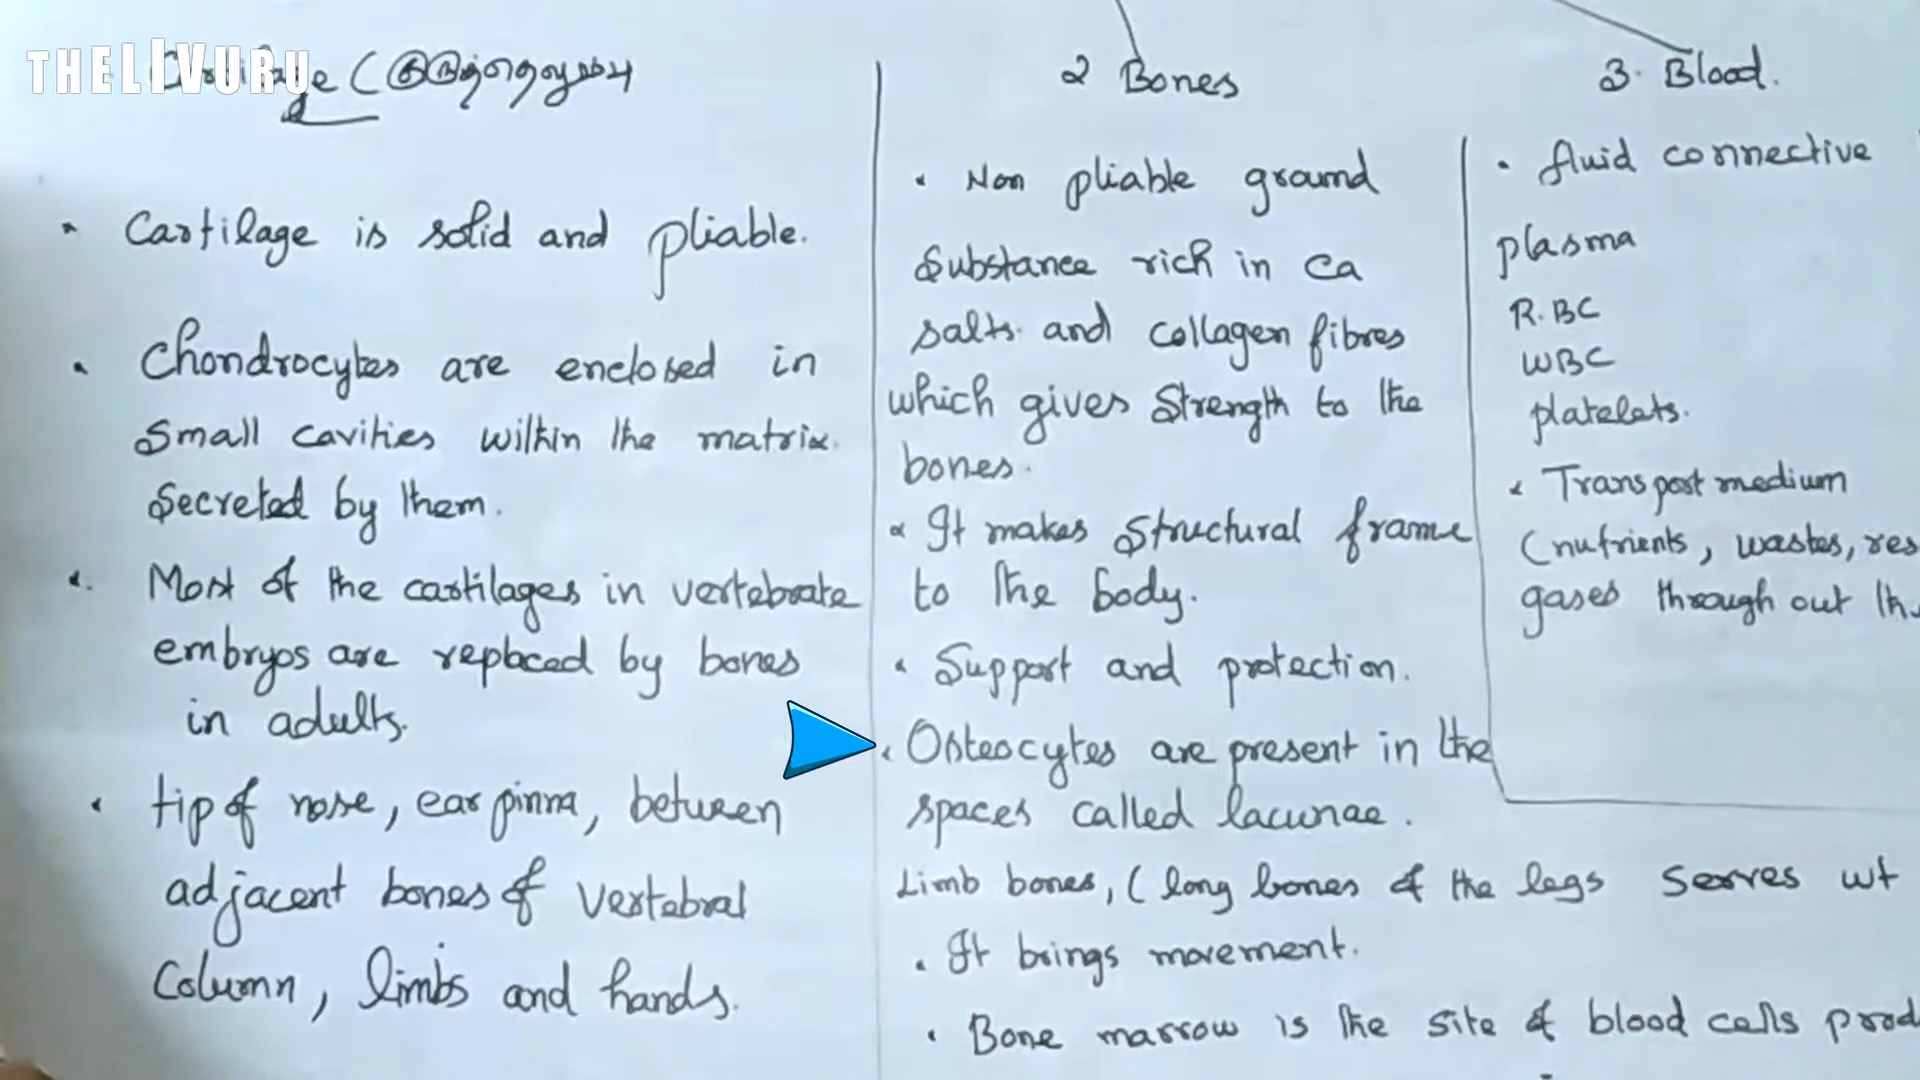 THELIVURU
Cartilage (
Cartilage is solid and pliable.
Chondrocytes are enclosed in
small cavities within the matrix.
Secreted by them.
Most of the cartilages in vertebrate
embryos are replaced by bones
in adults.
tip of nose, ear pinna, between
adjacent bones of vertebral
column, limbs and hands.
2 Bones
Non pliable ground
Substance rich in Ca
salts. and collagen fibres
which gives Strength to the
bones.
It makes Structural frame
to the body.
Support and protection.
Osteocytes are present in the
spaces called lacunae.
Limb bones, (long bones of the legs serves wt
It brings movement.
Bone marrow is the site of blood cells prod
3. Blood.
fluid connective
plasma
R.BC
WBC
platelets.
Transport medium
(nutrients, wastes, res
gases through out th